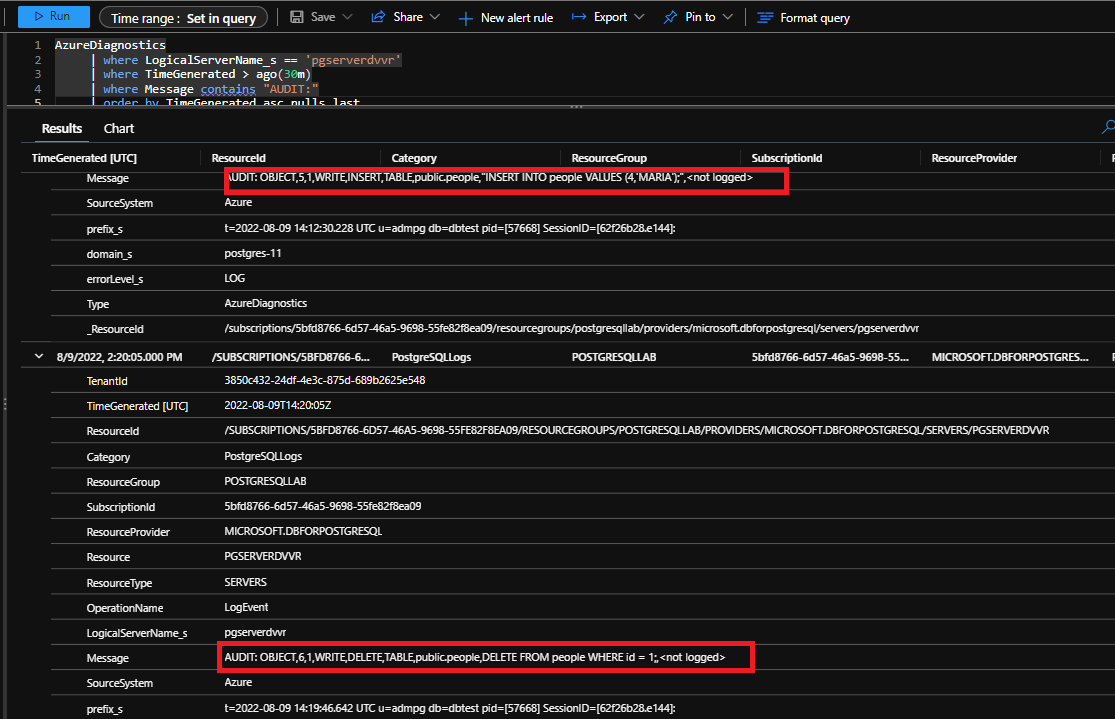 Run Time range : Set in query Save Share New alert rule Export Pin to Format query
1 AzureDiagnostics
2 | where LogicalServerName_s == 'pgserverdvvr'
3 | where TimeGenerated > ago(30m)
4 | where Message contains "AUDIT:"
5 | order by TimeGenerated asc nulls last
Results Chart
TimeGenerated [UTC] ResourceId Category ResourceGroup SubscriptionId ResourceProvider
Message AUDIT: OBJECT,5,1,WRITE,INSERT,TABLE,public.people,"INSERT INTO people VALUES (4,'MARIA');",<not logged>
SourceSystem Azure
prefix_s t=2022-08-09 14:12:30.228 UTC u=admpg db=dbtest pid=[57668] SessionID=[62f26b28.e144]:
domain_s postgres-11
errorLevel_s LOG
Type AzureDiagnostics
_ResourceId /subscriptions/5bfd8766-6d57-46a5-9698-55fe82f8ea09/resourcegroups/postgresqllab/providers/microsoft.dbforpostgresql/servers/pgserverdvvr
8/9/2022, 2:20:05.000 PM /SUBSCRIPTIONS/5BFD8766-6... PostgreSQLLogs POSTGRESQLLAB 5bfd8766-6d57-46a5-9698-55... MICROSOFT.DBFORPOSTGRES...
TenantId 3850c432-24df-4e3c-875d-689b2625e548
TimeGenerated [UTC] 2022-08-09T14:20:05Z
ResourceId /SUBSCRIPTIONS/5BFD8766-6D57-46A5-9698-55FE82F8EA09/RESOURCEGROUPS/POSTGRESQLLAB/PROVIDERS/MICROSOFT.DBFORPOSTGRESQL/SERVERS/PGSERVERDVVR
Category PostgreSQLLogs
ResourceGroup POSTGRESQLLAB
SubscriptionId 5bfd8766-6d57-46a5-9698-55fe82f8ea09
ResourceProvider MICROSOFT.DBFORPOSTGRESQL
Resource PGSERVERDVVR
ResourceType SERVERS
OperationName LogEvent
LogicalServerName_s pgserverdvvr
Message AUDIT: OBJECT,6,1,WRITE,DELETE,TABLE,public.people,DELETE FROM people WHERE id = 1;,<not logged>
SourceSystem Azure
prefix_s t=2022-08-09 14:19:46.642 UTC u=admpg db=dbtest pid=[57668] SessionID=[62f26b28.e144]: